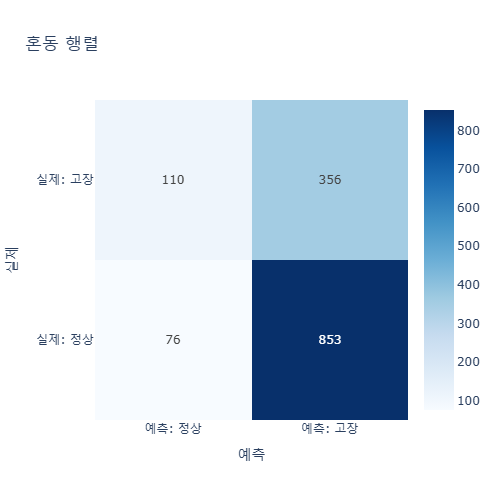 혼동 행렬
실제: 고장
110
356
실제: 정상
76
853
예측: 정상
예측: 고장
예측
실제
800
700
600
500
400
300
200
100